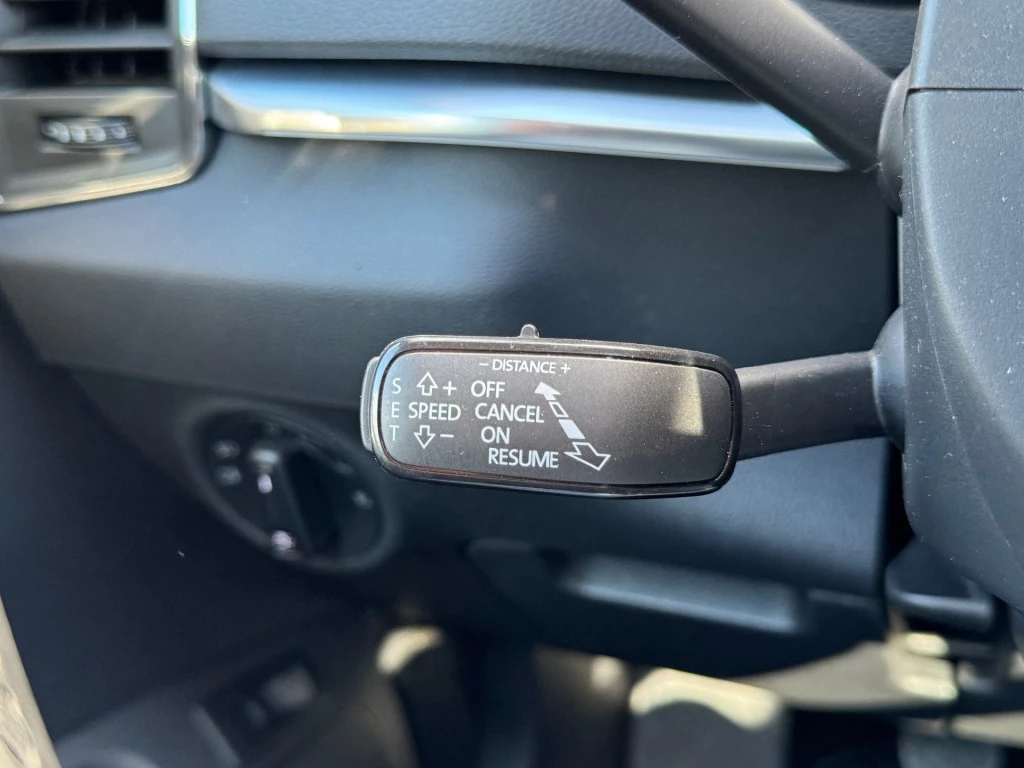 − DISTANCE +
S + OFF
E SPEED CANCEL
T − ON
RESUME